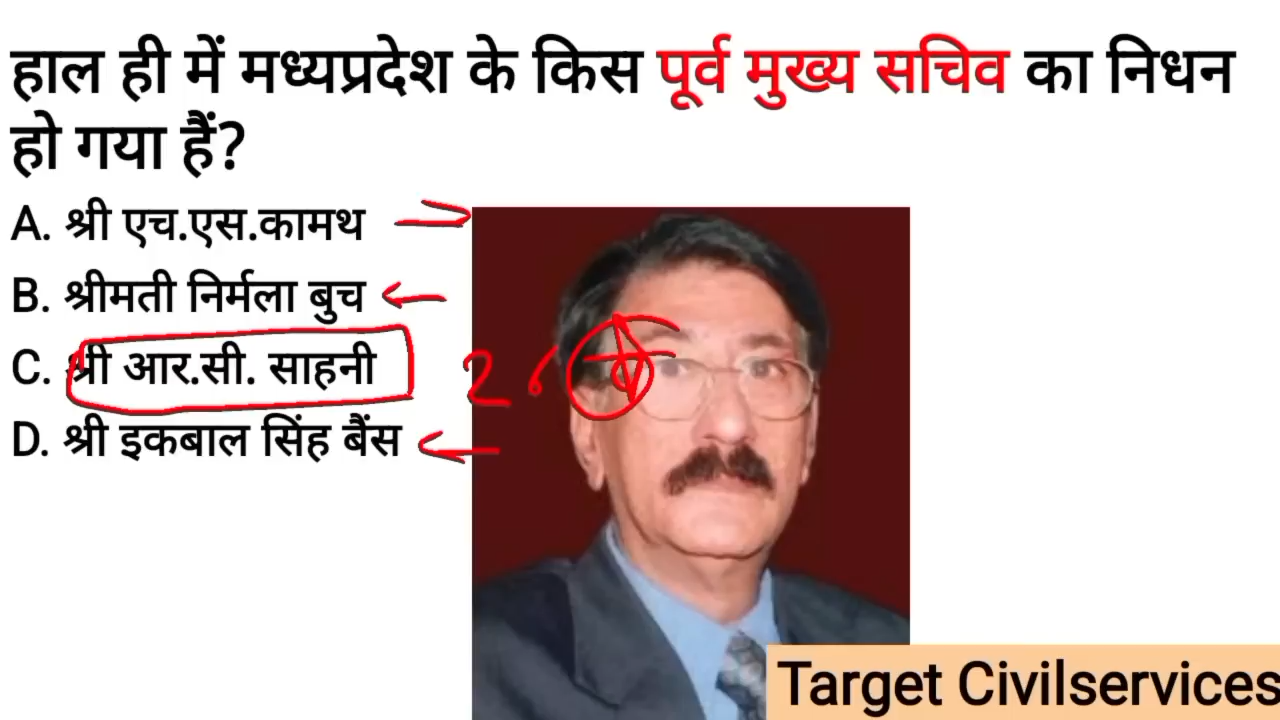 हाल ही में मध्यप्रदेश के किस पूर्व मुख्य सचिव का निधन
हो गया हैं?
A. श्री एच.एस.कामथ
B. श्रीमती निर्मला बुच
C. श्री आर.सी. साहनी
D. श्री इकबाल सिंह बैंस
Target Civilservices